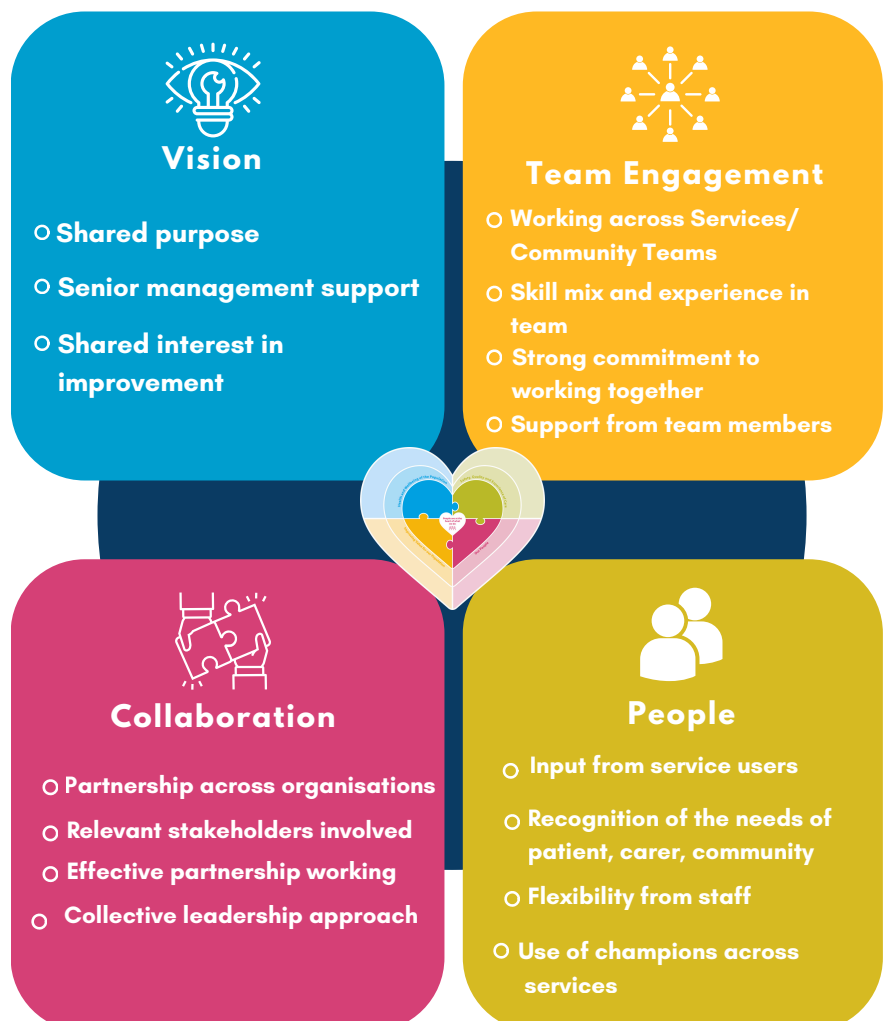 Vision
Shared purpose
Senior management support
Shared interest in
improvement
Team Engagement
Working across Services/
Community Teams
Skill mix and experience in
team
Strong commitment to
working together
Support from team members
Collaboration
Partnership across organisations
Relevant stakeholders involved
Effective partnership working
Collective leadership approach
People
Input from service users
Recognition of the needs of
patient, carer, community
Flexibility from staff
Use of champions across
services